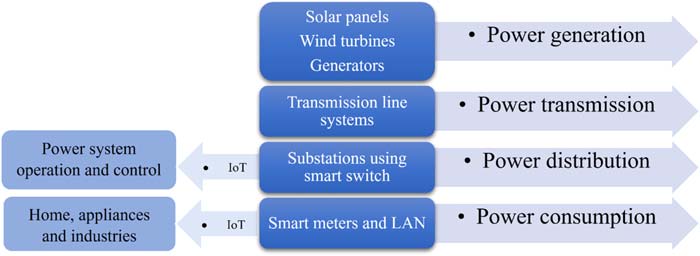 Solar panels
Wind turbines
Generators
• Power generation
Transmission line
systems
• Power transmission
Power system
operation and control
• IoT
Substations using
smart switch
• Power distribution
Home, appliances
and industries
• IoT
Smart meters and LAN
• Power consumption